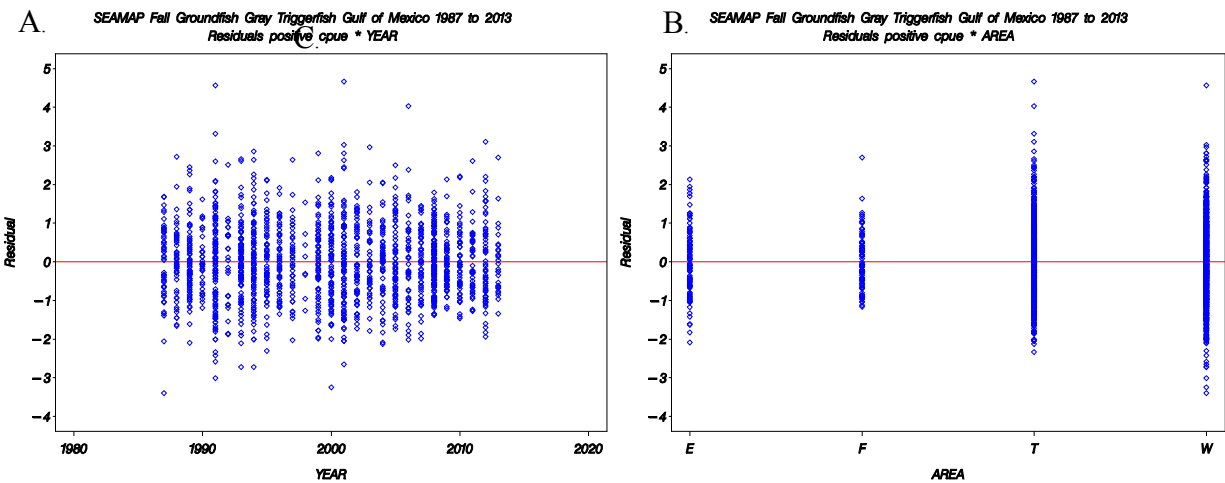 A.
SEAMAP Fall Groundfish Gray Triggerfish Gulf of Mexico 1987 to 2013
Residuals positive cpue * YEAR
C.
5
4
3
2
1
0
−1
−2
−3
−4
Residual
1980 1990 2000 2010 2020
YEAR
B.
SEAMAP Fall Groundfish Gray Triggerfish Gulf of Mexico 1987 to 2013
Residuals positive cpue * AREA
5
4
3
2
1
0
−1
−2
−3
−4
Residual
E F T W
AREA